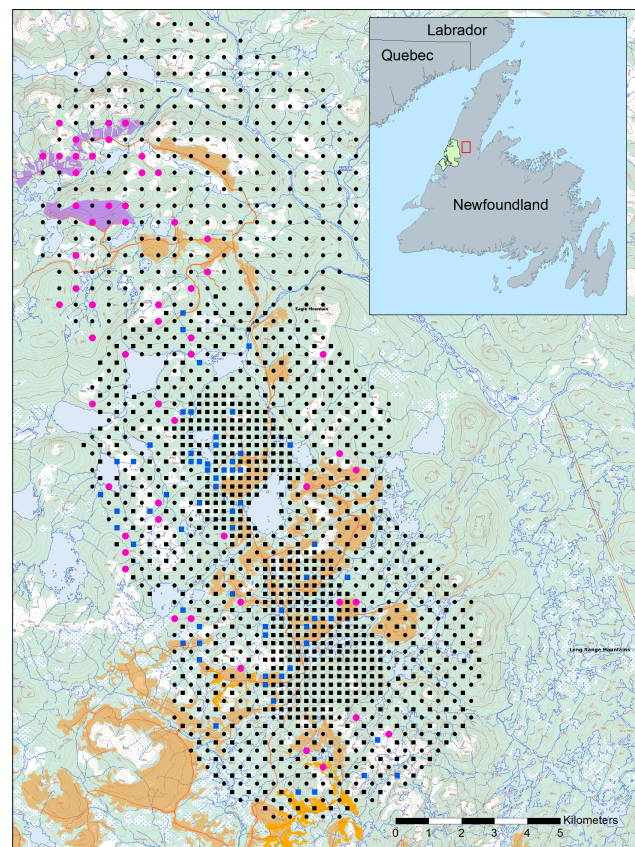 Labrador
Quebec
Newfoundland
Eagle Mountain
Long Range Mountains
Kilometers
0 1 2 3 4 5